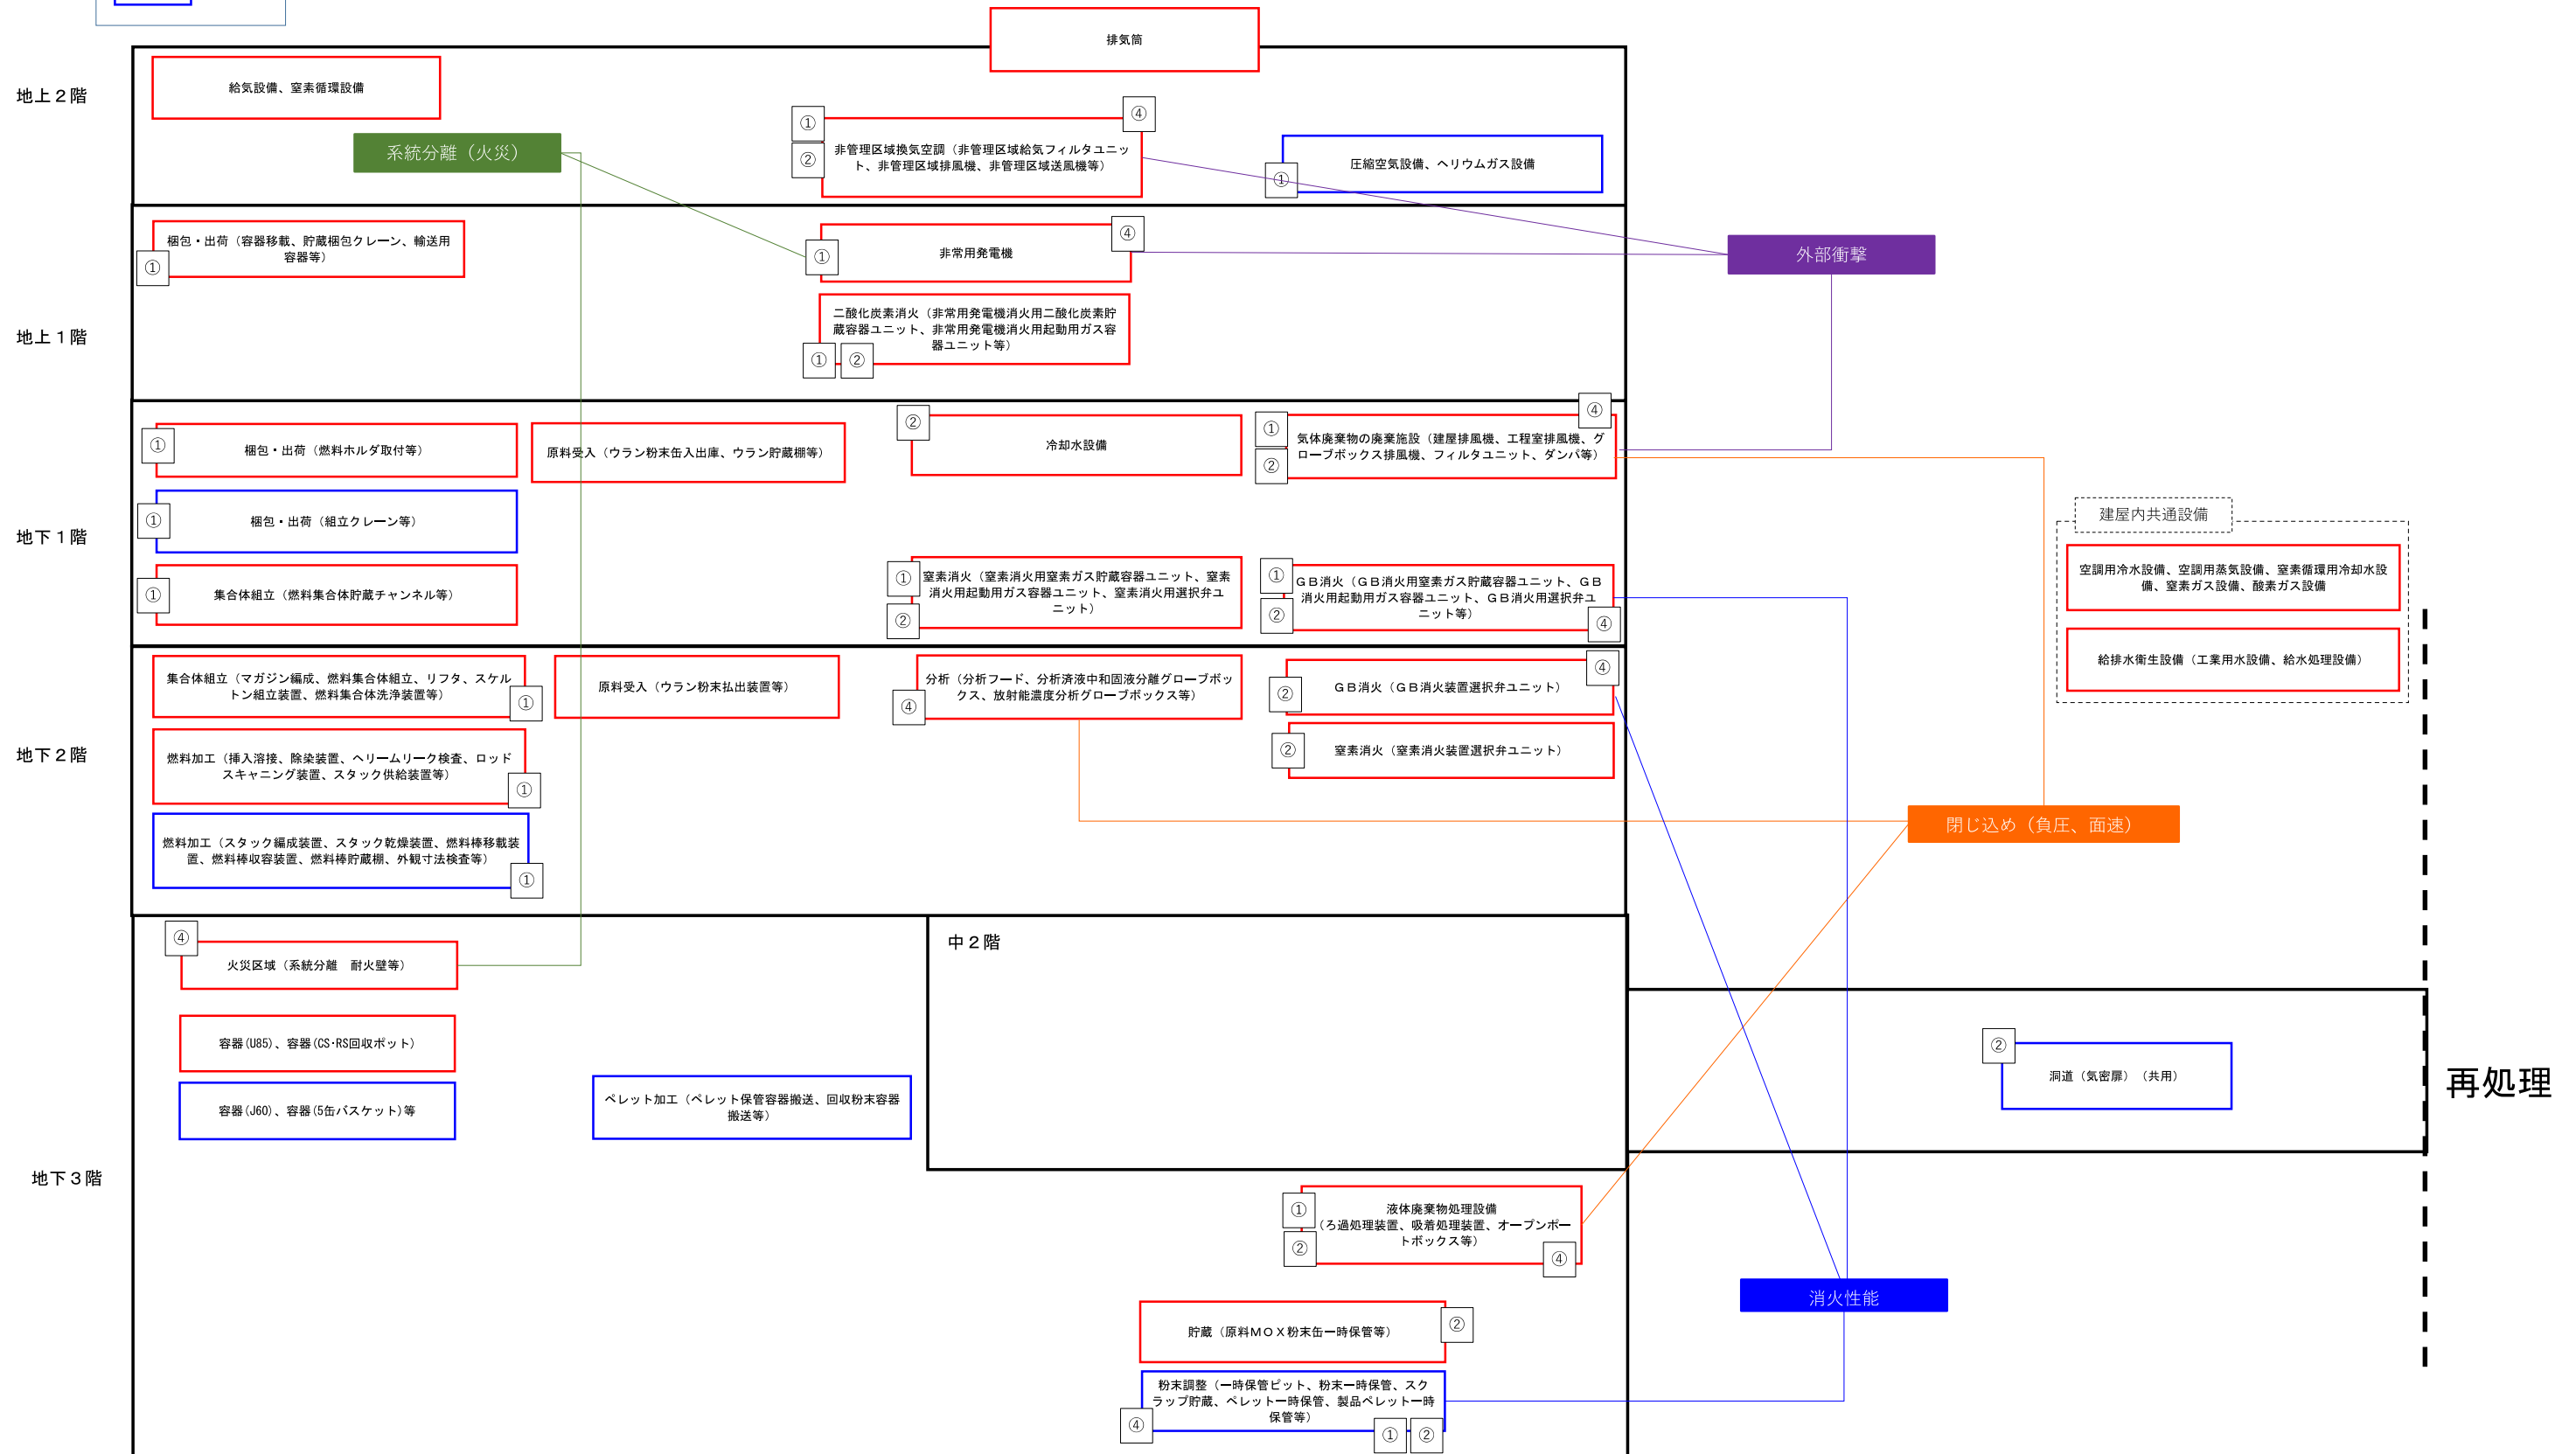 排気筒
地上２階
給気設備、窒素循環設備
系統分離（火災）
①
②
④
非管理区域換気空調（非管理区域給気フィルタユニッ
ト、非管理区域排風機、非管理区域送風機等）
①
圧縮空気設備、ヘリウムガス設備
地上１階
梱包・出荷（容器移載、貯蔵梱包クレーン、輸送用
容器等）
①
①
④
非常用発電機
外部衝撃
二酸化炭素消火（非常用発電機消火用二酸化炭素貯
蔵容器ユニット、非常用発電機消火用起動用ガス容
器ユニット等）
①
②
地下１階
①
梱包・出荷（燃料ホルダ取付等）
原料受入（ウラン粉末缶入出庫、ウラン貯蔵棚等）
②
冷却水設備
①
②
④
気体廃棄物の廃棄施設（建屋排風機、工程室排風機、グ
ローブボックス排風機、フィルタユニット、ダンパ等）
①
梱包・出荷（組立クレーン等）
①
集合体組立（燃料集合体貯蔵チャンネル等）
①
②
窒素消火（窒素消火用窒素ガス貯蔵容器ユニット、窒素
消火用起動用ガス容器ユニット、窒素消火用選択弁ユ
ニット）
①
②
④
ＧＢ消火（ＧＢ消火用窒素ガス貯蔵容器ユニット、ＧＢ
消火用起動用ガス容器ユニット、ＧＢ消火用選択弁ユ
ニット等）
建屋内共通設備
空調用冷水設備、空調用蒸気設備、窒素循環用冷却水設
備、窒素ガス設備、酸素ガス設備
給排水衛生設備（工業用水設備、給水処理設備）
地下２階
集合体組立（マガジン編成、燃料集合体組立、リフタ、スケル
トン組立装置、燃料集合体洗浄装置等）
①
原料受入（ウラン粉末払出装置等）
④
分析（分析フード、分析済液中和固液分離グローブボッ
クス、放射能濃度分析グローブボックス等）
②
④
ＧＢ消火（ＧＢ消火装置選択弁ユニット）
②
窒素消火（窒素消火装置選択弁ユニット）
燃料加工（挿入溶接、除染装置、ヘリームリーク検査、ロッド
スキャニング装置、スタック供給装置等）
①
燃料加工（スタック編成装置、スタック乾燥装置、燃料棒移載装
置、燃料棒収容装置、燃料棒貯蔵棚、外観寸法検査等）
①
閉じ込め（負圧、面速）
地下３階
④
火災区域（系統分離　耐火壁等）
中２階
容器(U85)、容器(CS･RS回収ポット)
容器(J60)、容器(5缶バスケット)等
ペレット加工（ペレット保管容器搬送、回収粉末容器
搬送等）
②
洞道（気密扉）（共用）
再処理
①
②
④
液体廃棄物処理設備
（ろ過処理装置、吸着処理装置、オープンポー
トボックス等）
消火性能
貯蔵（原料ＭＯＸ粉末缶一時保管等）
②
粉末調整（一時保管ピット、粉末一時保管、スク
ラップ貯蔵、ペレット一時保管、製品ペレット一時
保管等）
④
①
②